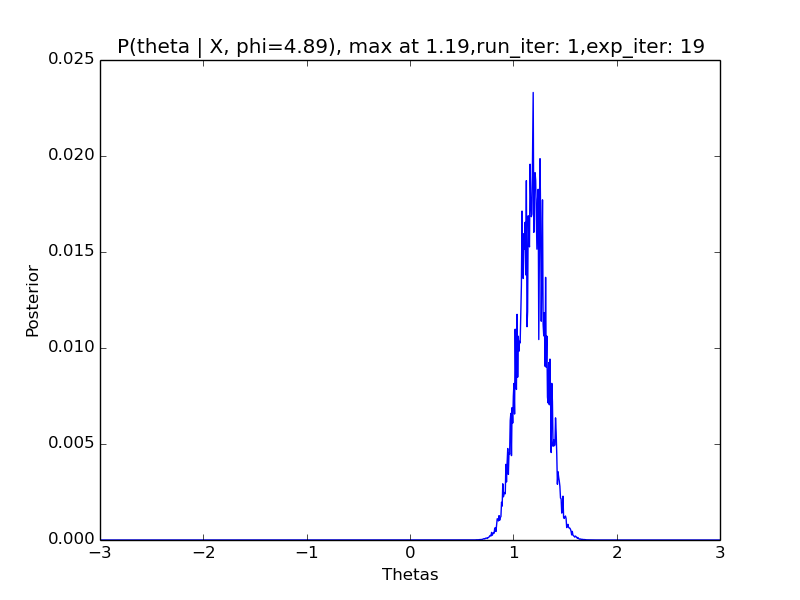 P(theta | X, phi=4.89), max at 1.19,run_iter: 1,exp_iter: 19
0.025
0.020
0.015
0.010
0.005
0.000
Posterior
−3 −2 −1 0 1 2 3
Thetas